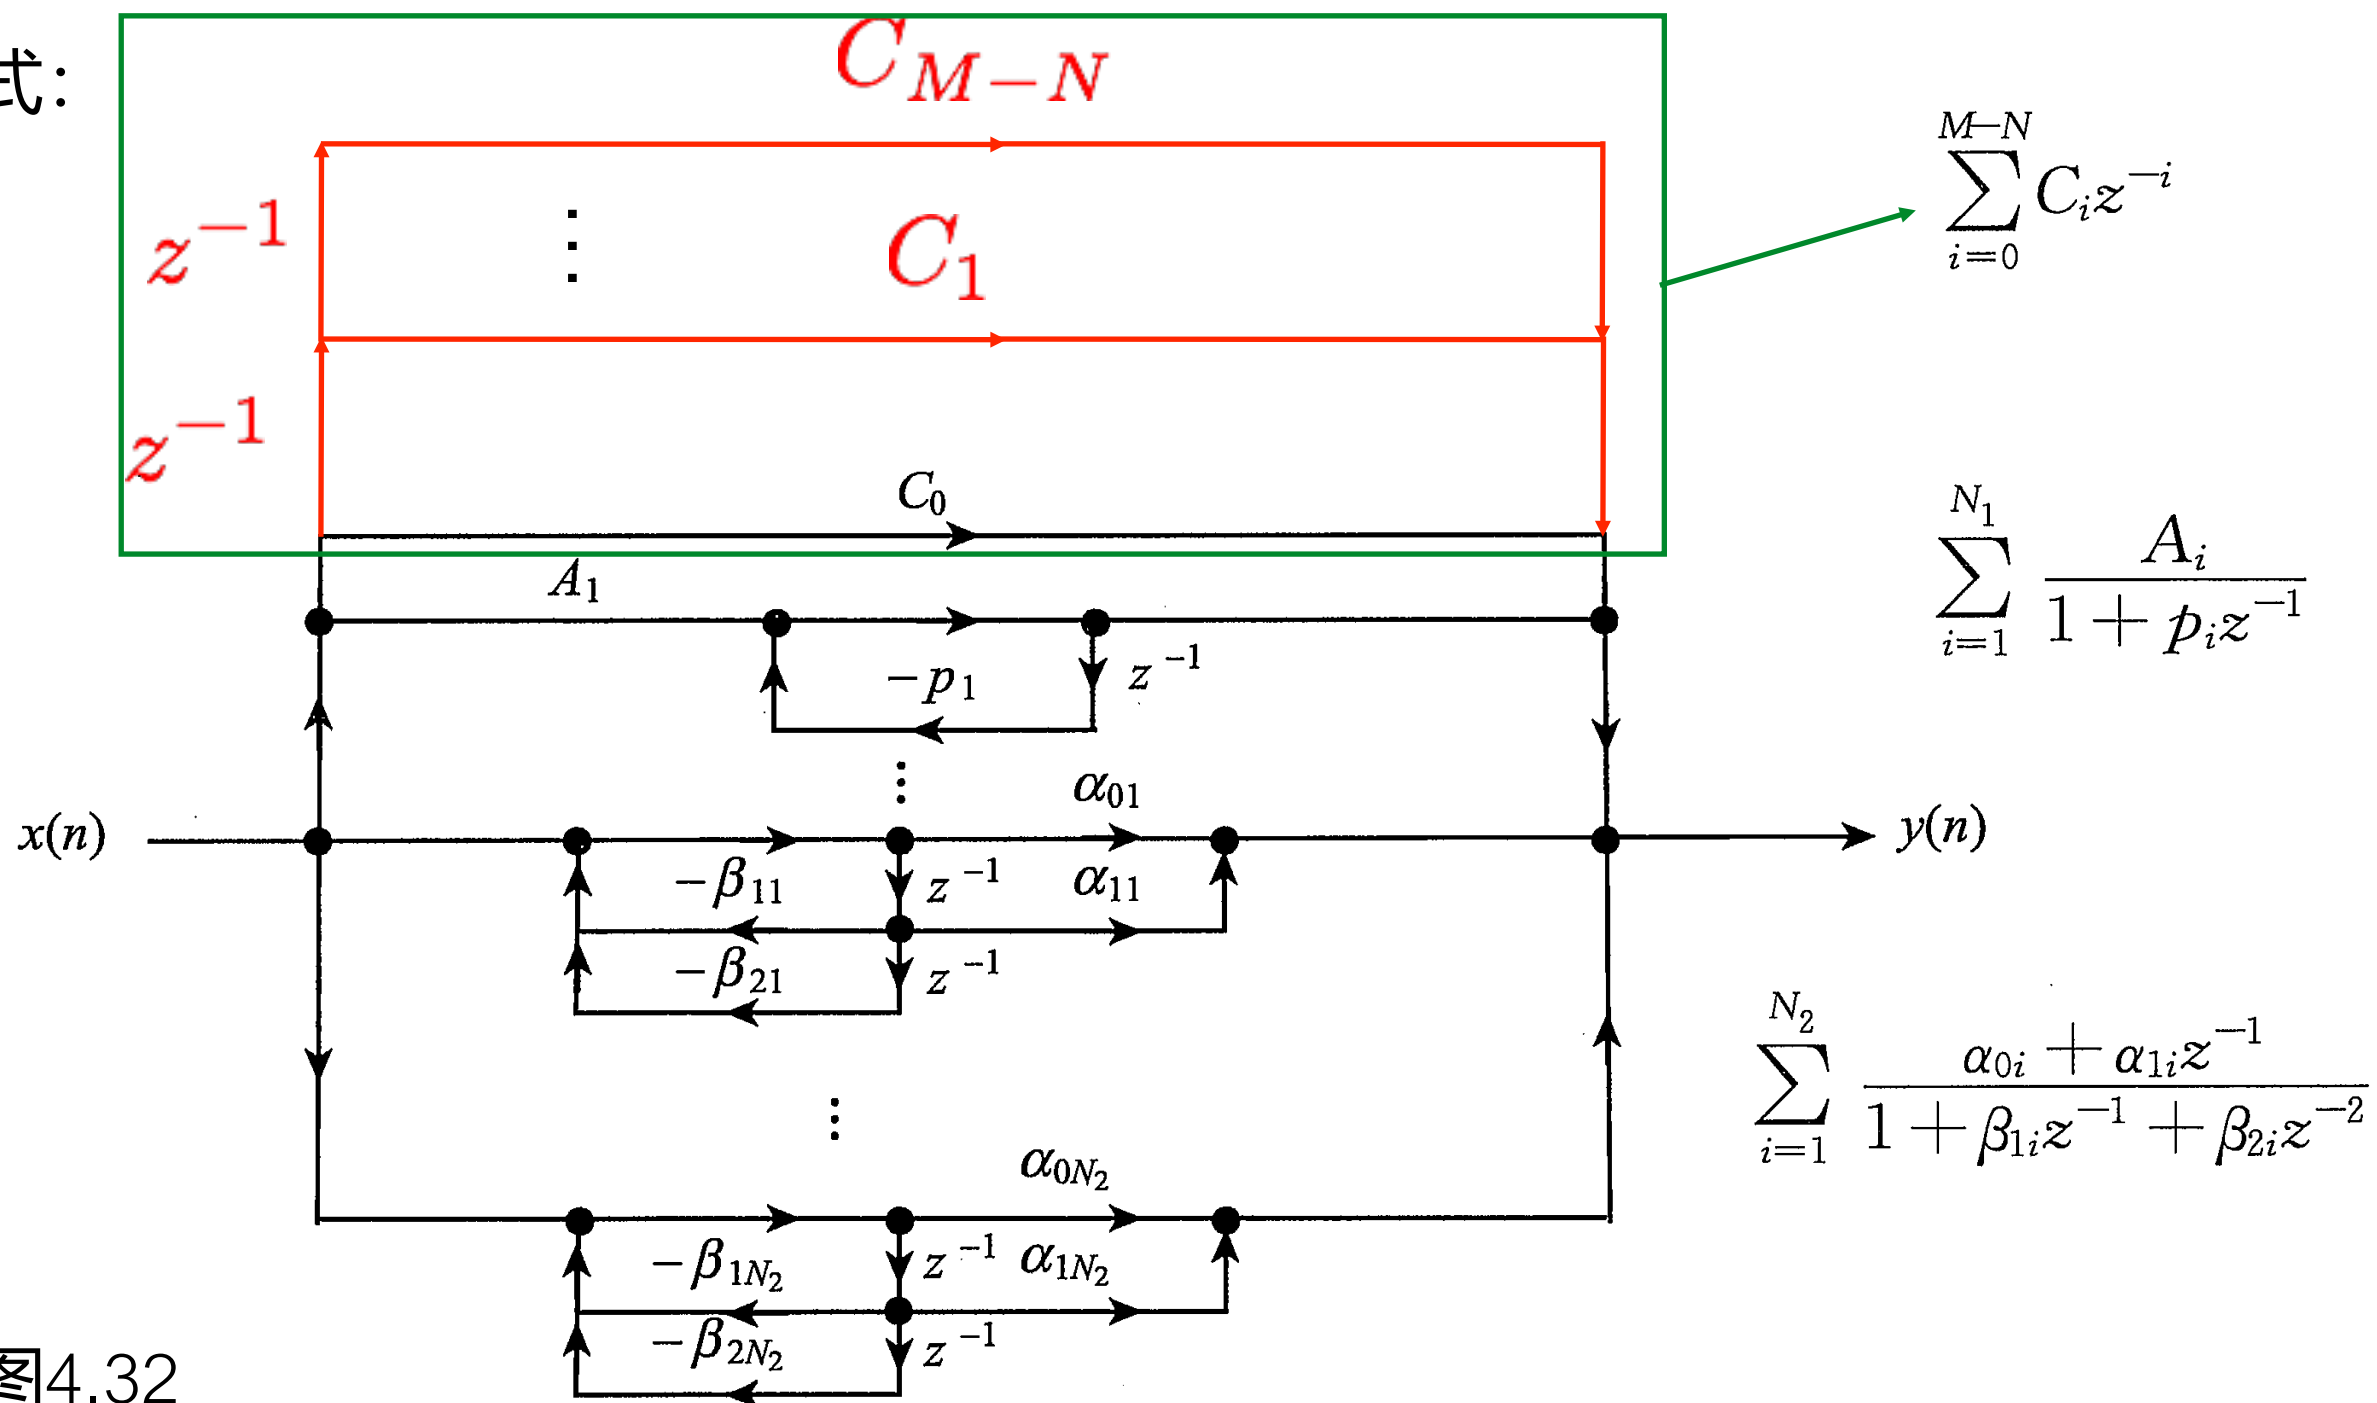 式：
C_{M-N}
\sum_{i=0}^{M-N} C_i z^{-i}
z^{-1}
⋮
C_1
z^{-1}
C_0
A_1
\sum_{i=1}^{N_1} \frac{A_i}{1+p_i z^{-1}}
-p_1
z^{-1}
⋮
α_{01}
x(n)
y(n)
-β_{11}
z^{-1}
α_{11}
-β_{21}
z^{-1}
\sum_{i=1}^{N_2} \frac{α_{0i}+α_{1i}z^{-1}}{1+β_{1i}z^{-1}+β_{2i}z^{-2}}
⋮
α_{0N_2}
-β_{1N_2}
z^{-1}
α_{1N_2}
-β_{2N_2}
z^{-1}
图4.32